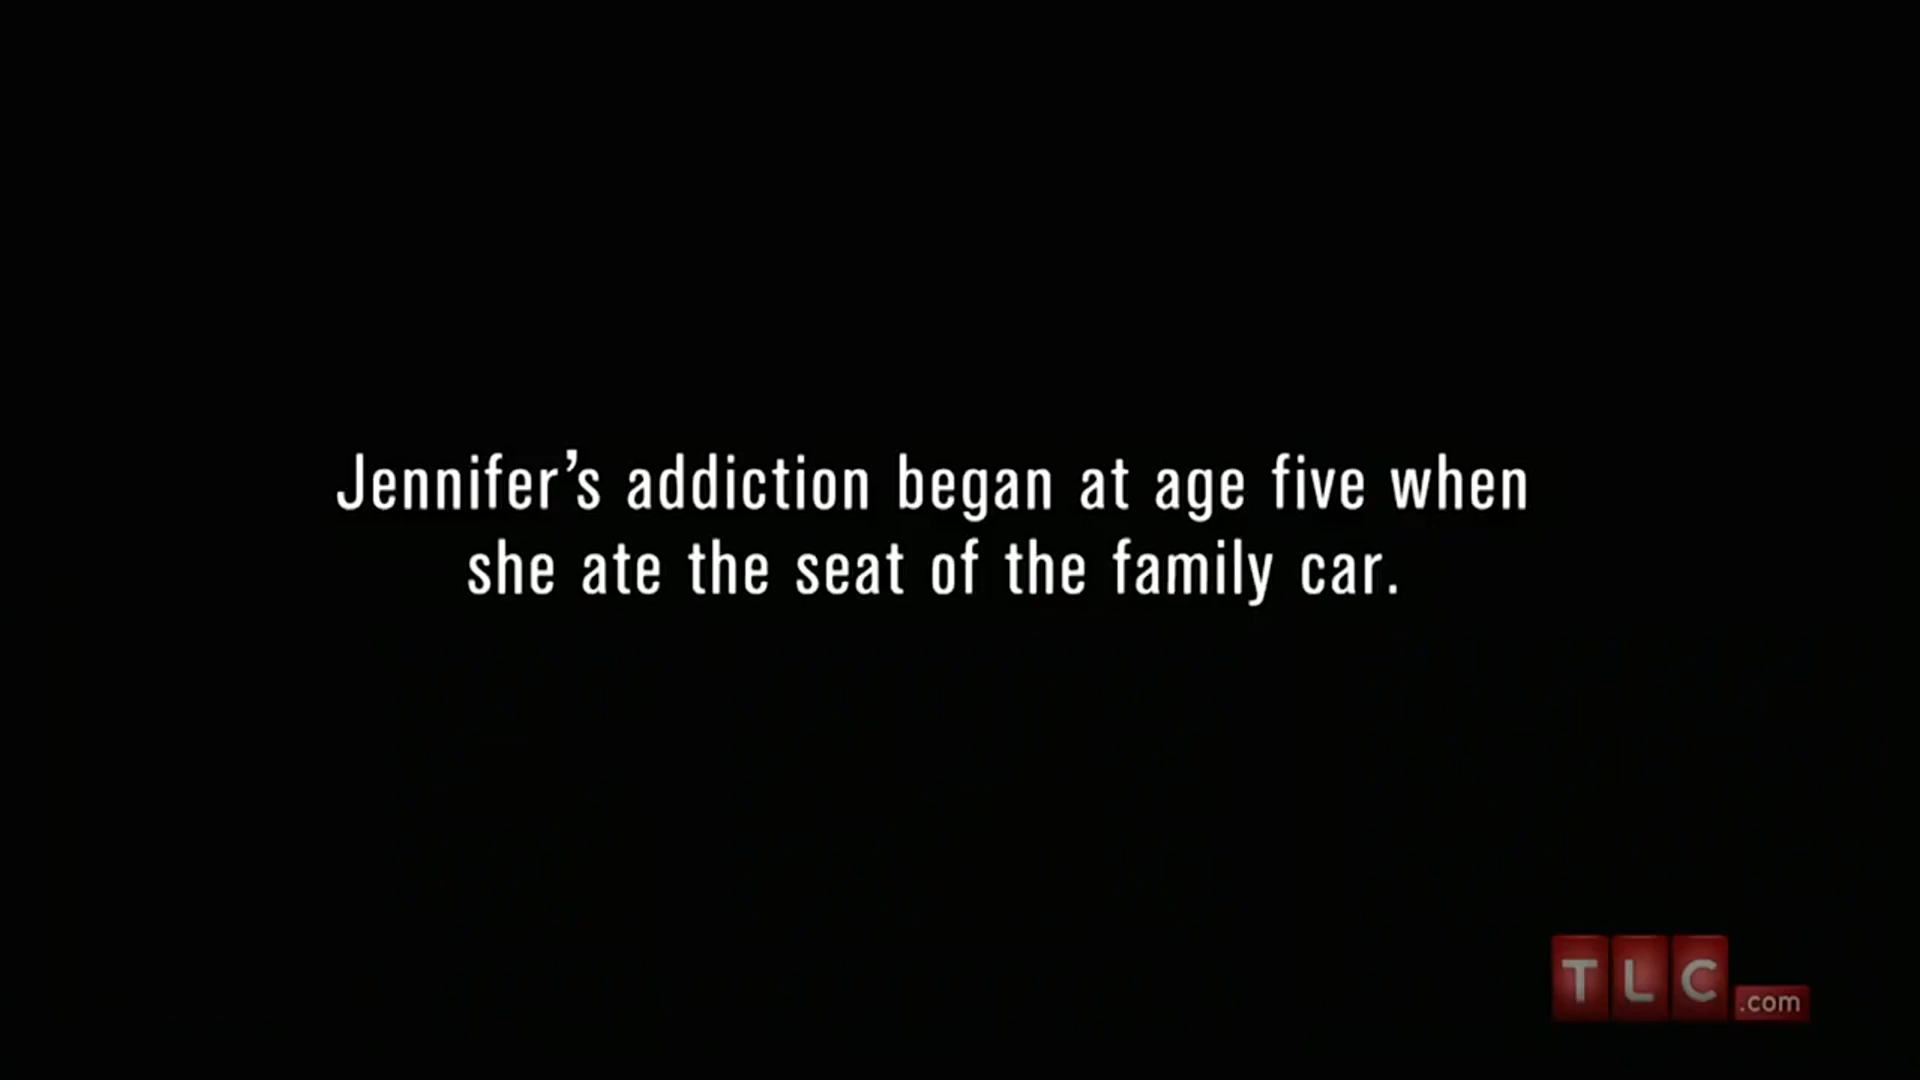 Jennifer’s addiction began at age five when
she ate the seat of the family car.
TLC.com